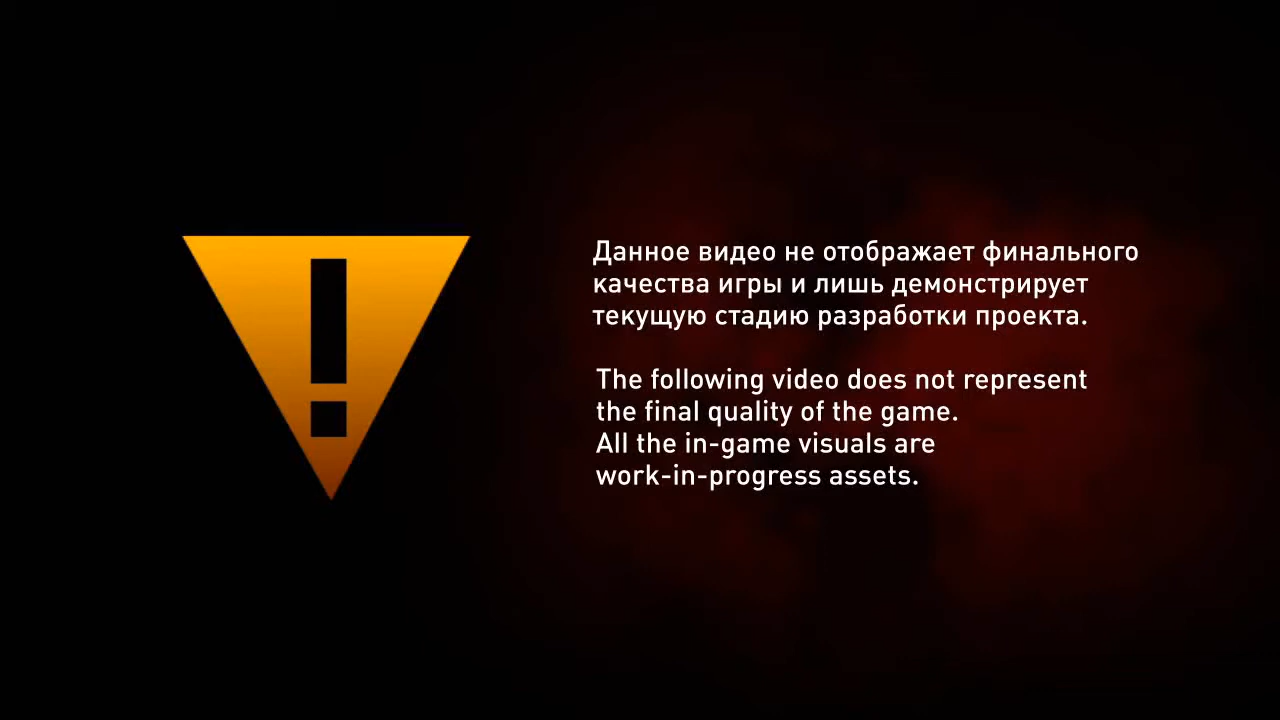 Данное видео не отображает финального
качества игры и лишь демонстрирует
текущую стадию разработки проекта.
The following video does not represent
the final quality of the game.
All the in-game visuals are
work-in-progress assets.